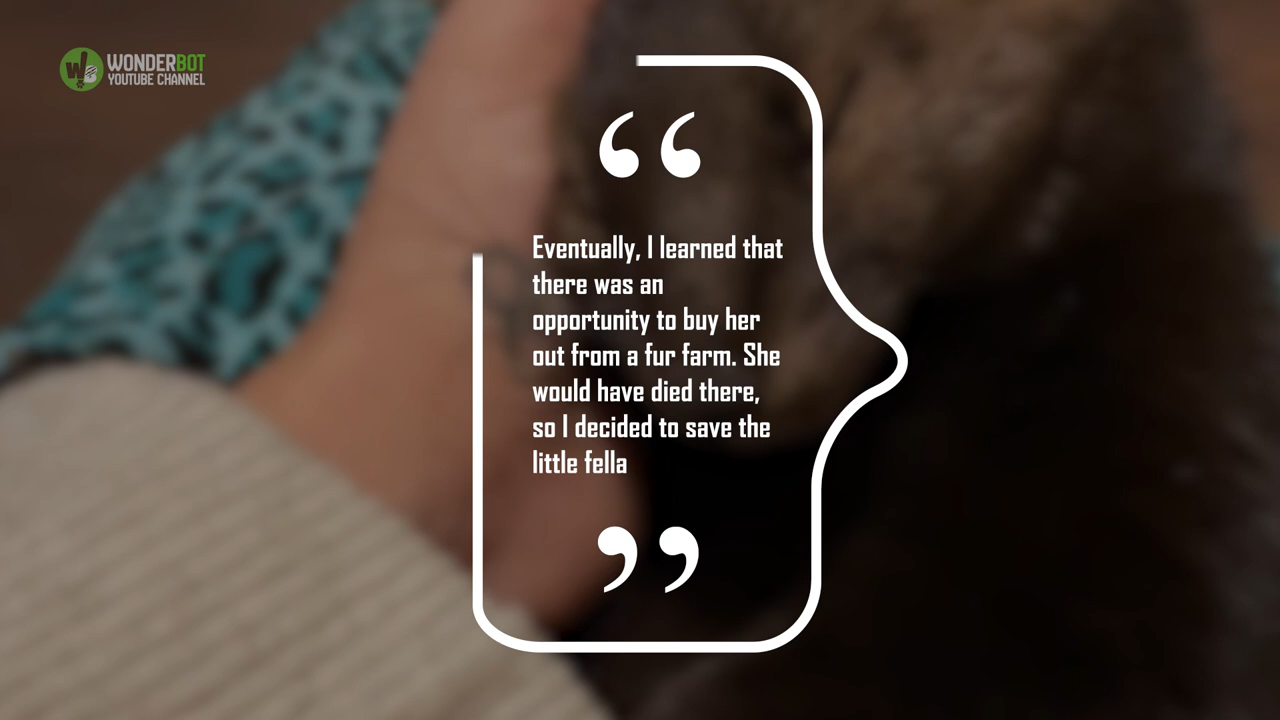 WONDERBOT
YOUTUBE CHANNEL
“
Eventually, I learned that
there was an
opportunity to buy her
out from a fur farm. She
would have died there,
so I decided to save the
little fella
”